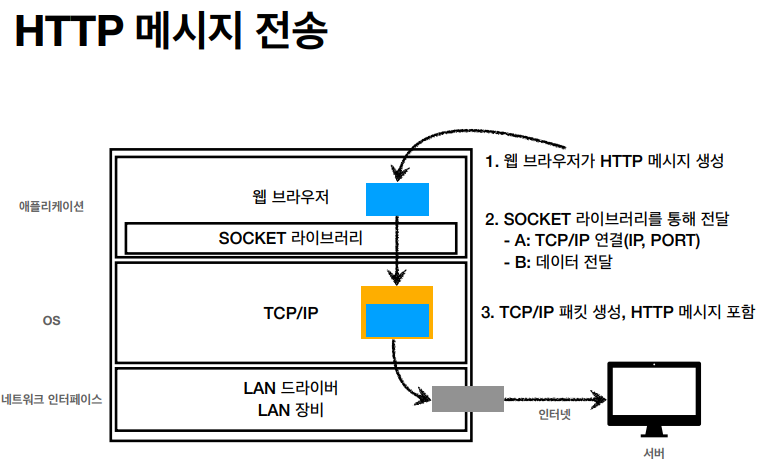 HTTP 메시지 전송
1. 웹 브라우저가 HTTP 메시지 생성
애플리케이션
웹 브라우저
SOCKET 라이브러리
2. SOCKET 라이브러리를 통해 전달
- A: TCP/IP 연결(IP, PORT)
- B: 데이터 전달
OS
TCP/IP
3. TCP/IP 패킷 생성, HTTP 메시지 포함
네트워크 인터페이스
LAN 드라이버
LAN 장비
인터넷
서버